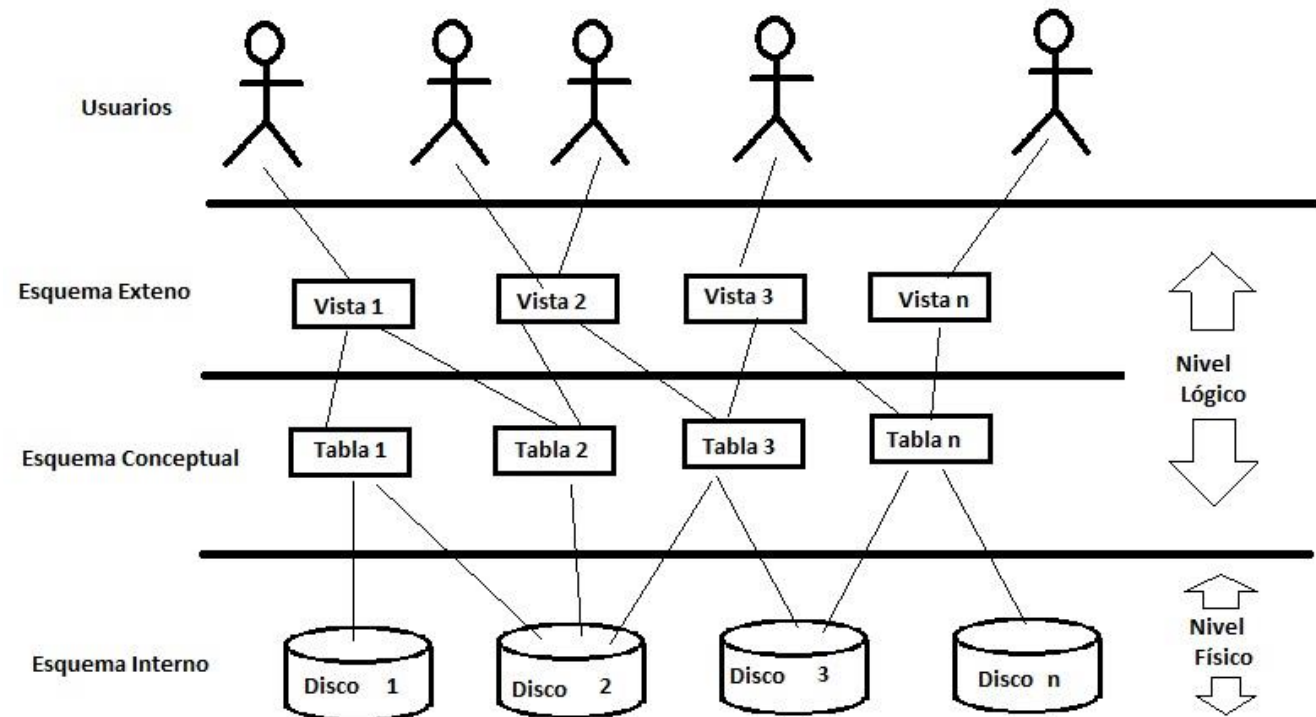 Usuarios
Esquema Exteno
Vista 1
Vista 2
Vista 3
Vista n
Nivel
Lógico
Esquema Conceptual
Tabla 1
Tabla 2
Tabla 3
Tabla n
Esquema Interno
Disco 1
Disco 2
Disco 3
Disco n
Nivel
Físico